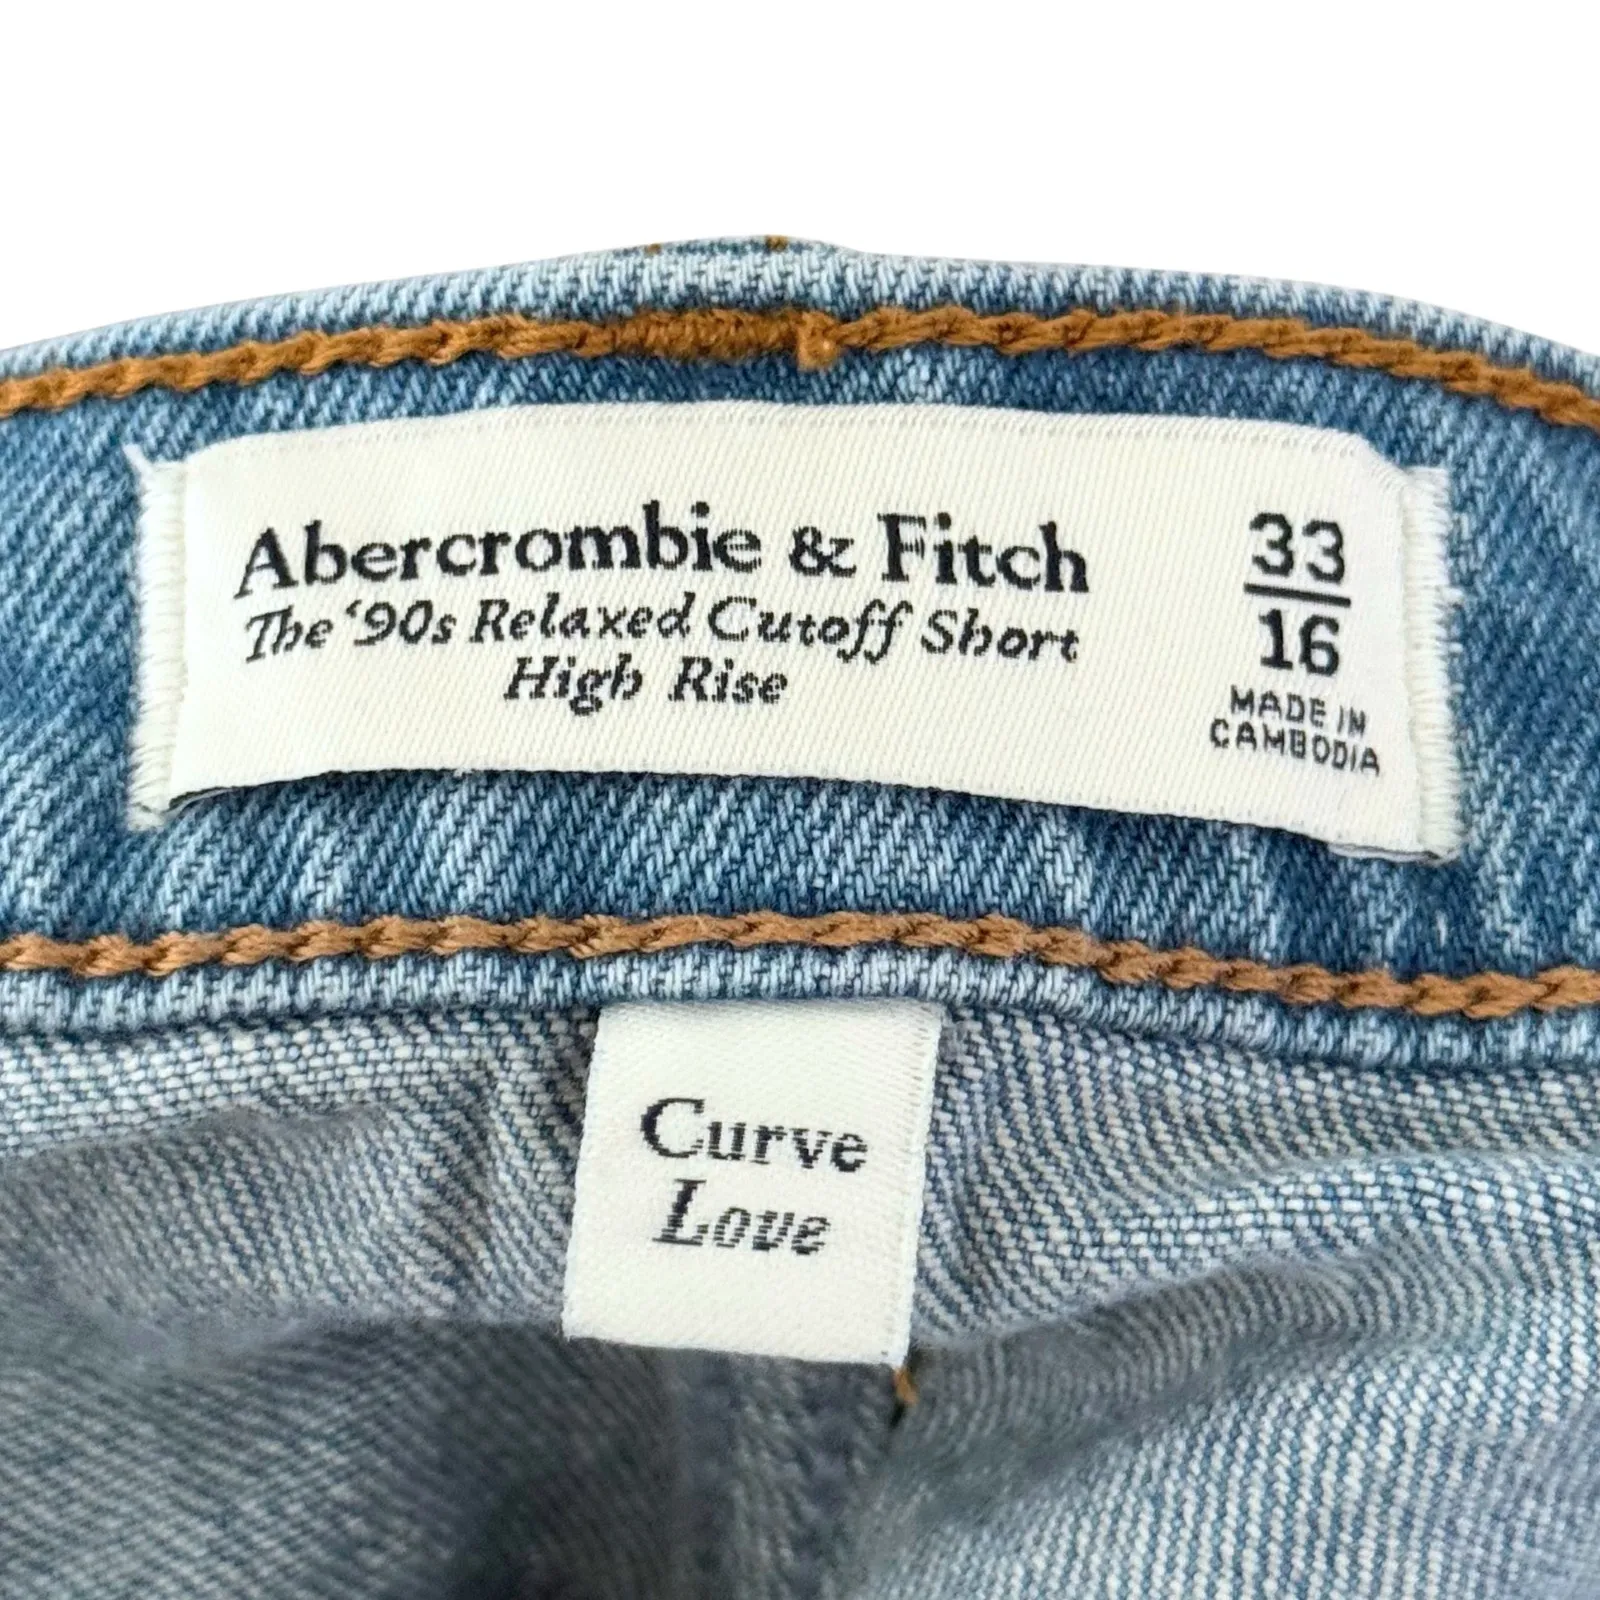 Abercrombie & Fitch
The ‘90s Relaxed Cutoff Short
High Rise
33
16
MADE IN
CAMBODIA
Curve
Love